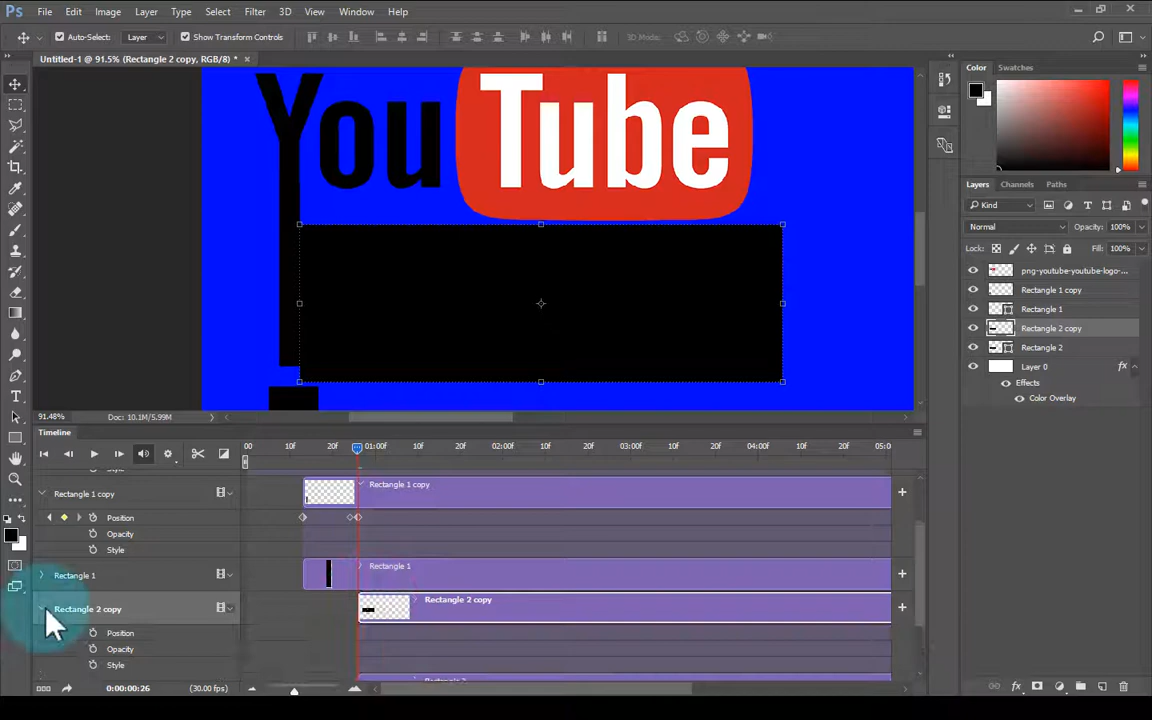 Ps File Edit Image Layer Type Select Filter 3D View Window Help
Auto-Select: Layer Show Transform Controls 3D Mode:
Untitled-1 @ 91.5% (Rectangle 2 copy, RGB/8) *
You Tube
Color Swatches
Layers Channels Paths
Kind
Normal Opacity: 100%
Lock: Fill: 100%
png-youtube-youtube-logo-...
Rectangle 1 copy
Rectangle 1
Rectangle 2 copy
Rectangle 2
Layer 0 fx
Effects
Color Overlay
91.48% Doc: 10.1M/5.99M
Timeline
00 10f 20f 01:00f 10f 20f 02:00f 10f 20f 03:00f 10f 20f 04:00f 20f 05:0
Rectangle 1 copy Rectangle 1 copy
Position
Opacity
Style
Rectangle 1 Rectangle 1
Rectangle 2 copy Rectangle 2 copy
Position
Opacity
Style
0:00:00:26 (30.00 fps)
fx